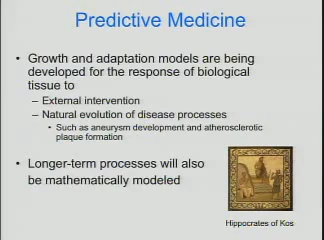 Predictive Medicine
• Growth and adaptation models are being
developed for the response of biological
tissue to
– External intervention
– Natural evolution of disease processes
• Such as aneurysm development and atherosclerotic
plaque formation
• Longer-term processes will also
be mathematically modeled
Hippocrates of Kos